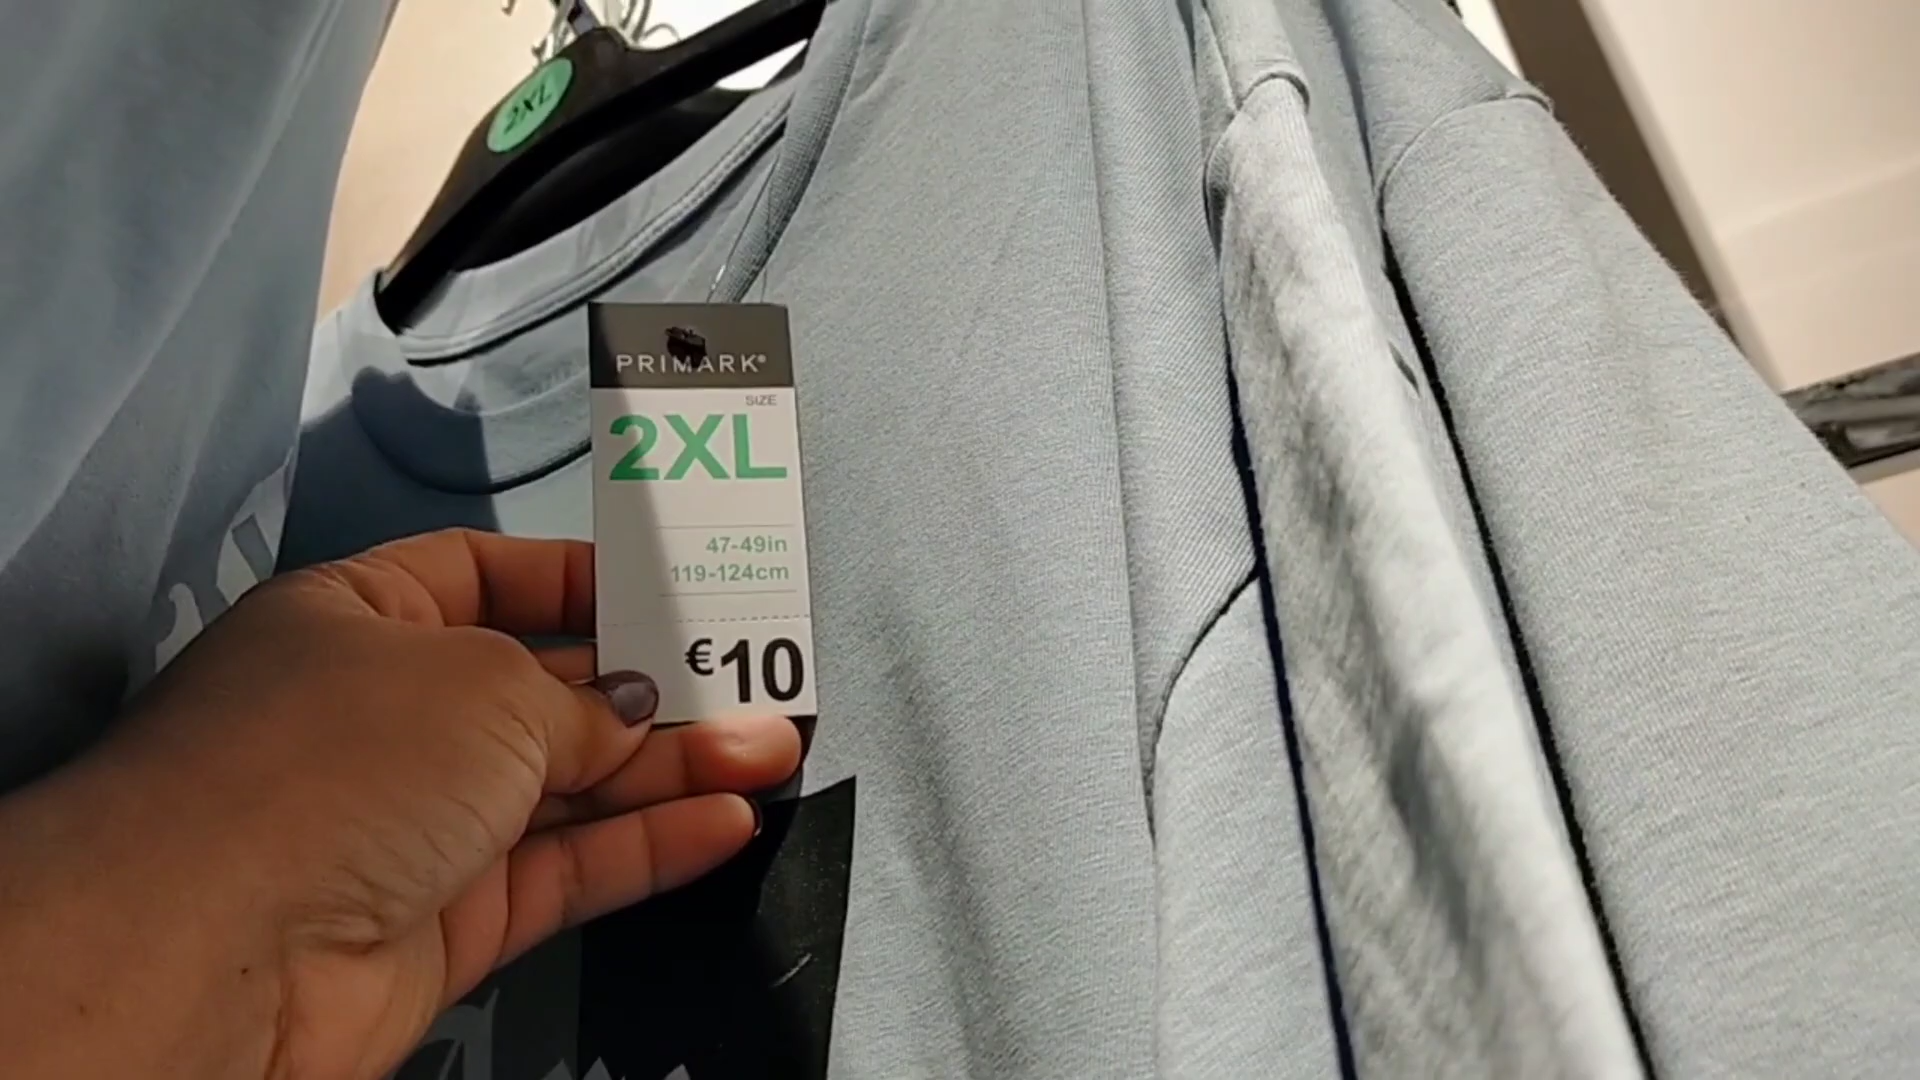 2XL
PRIMARK®
SIZE
2XL
47-49in
119-124cm
€10